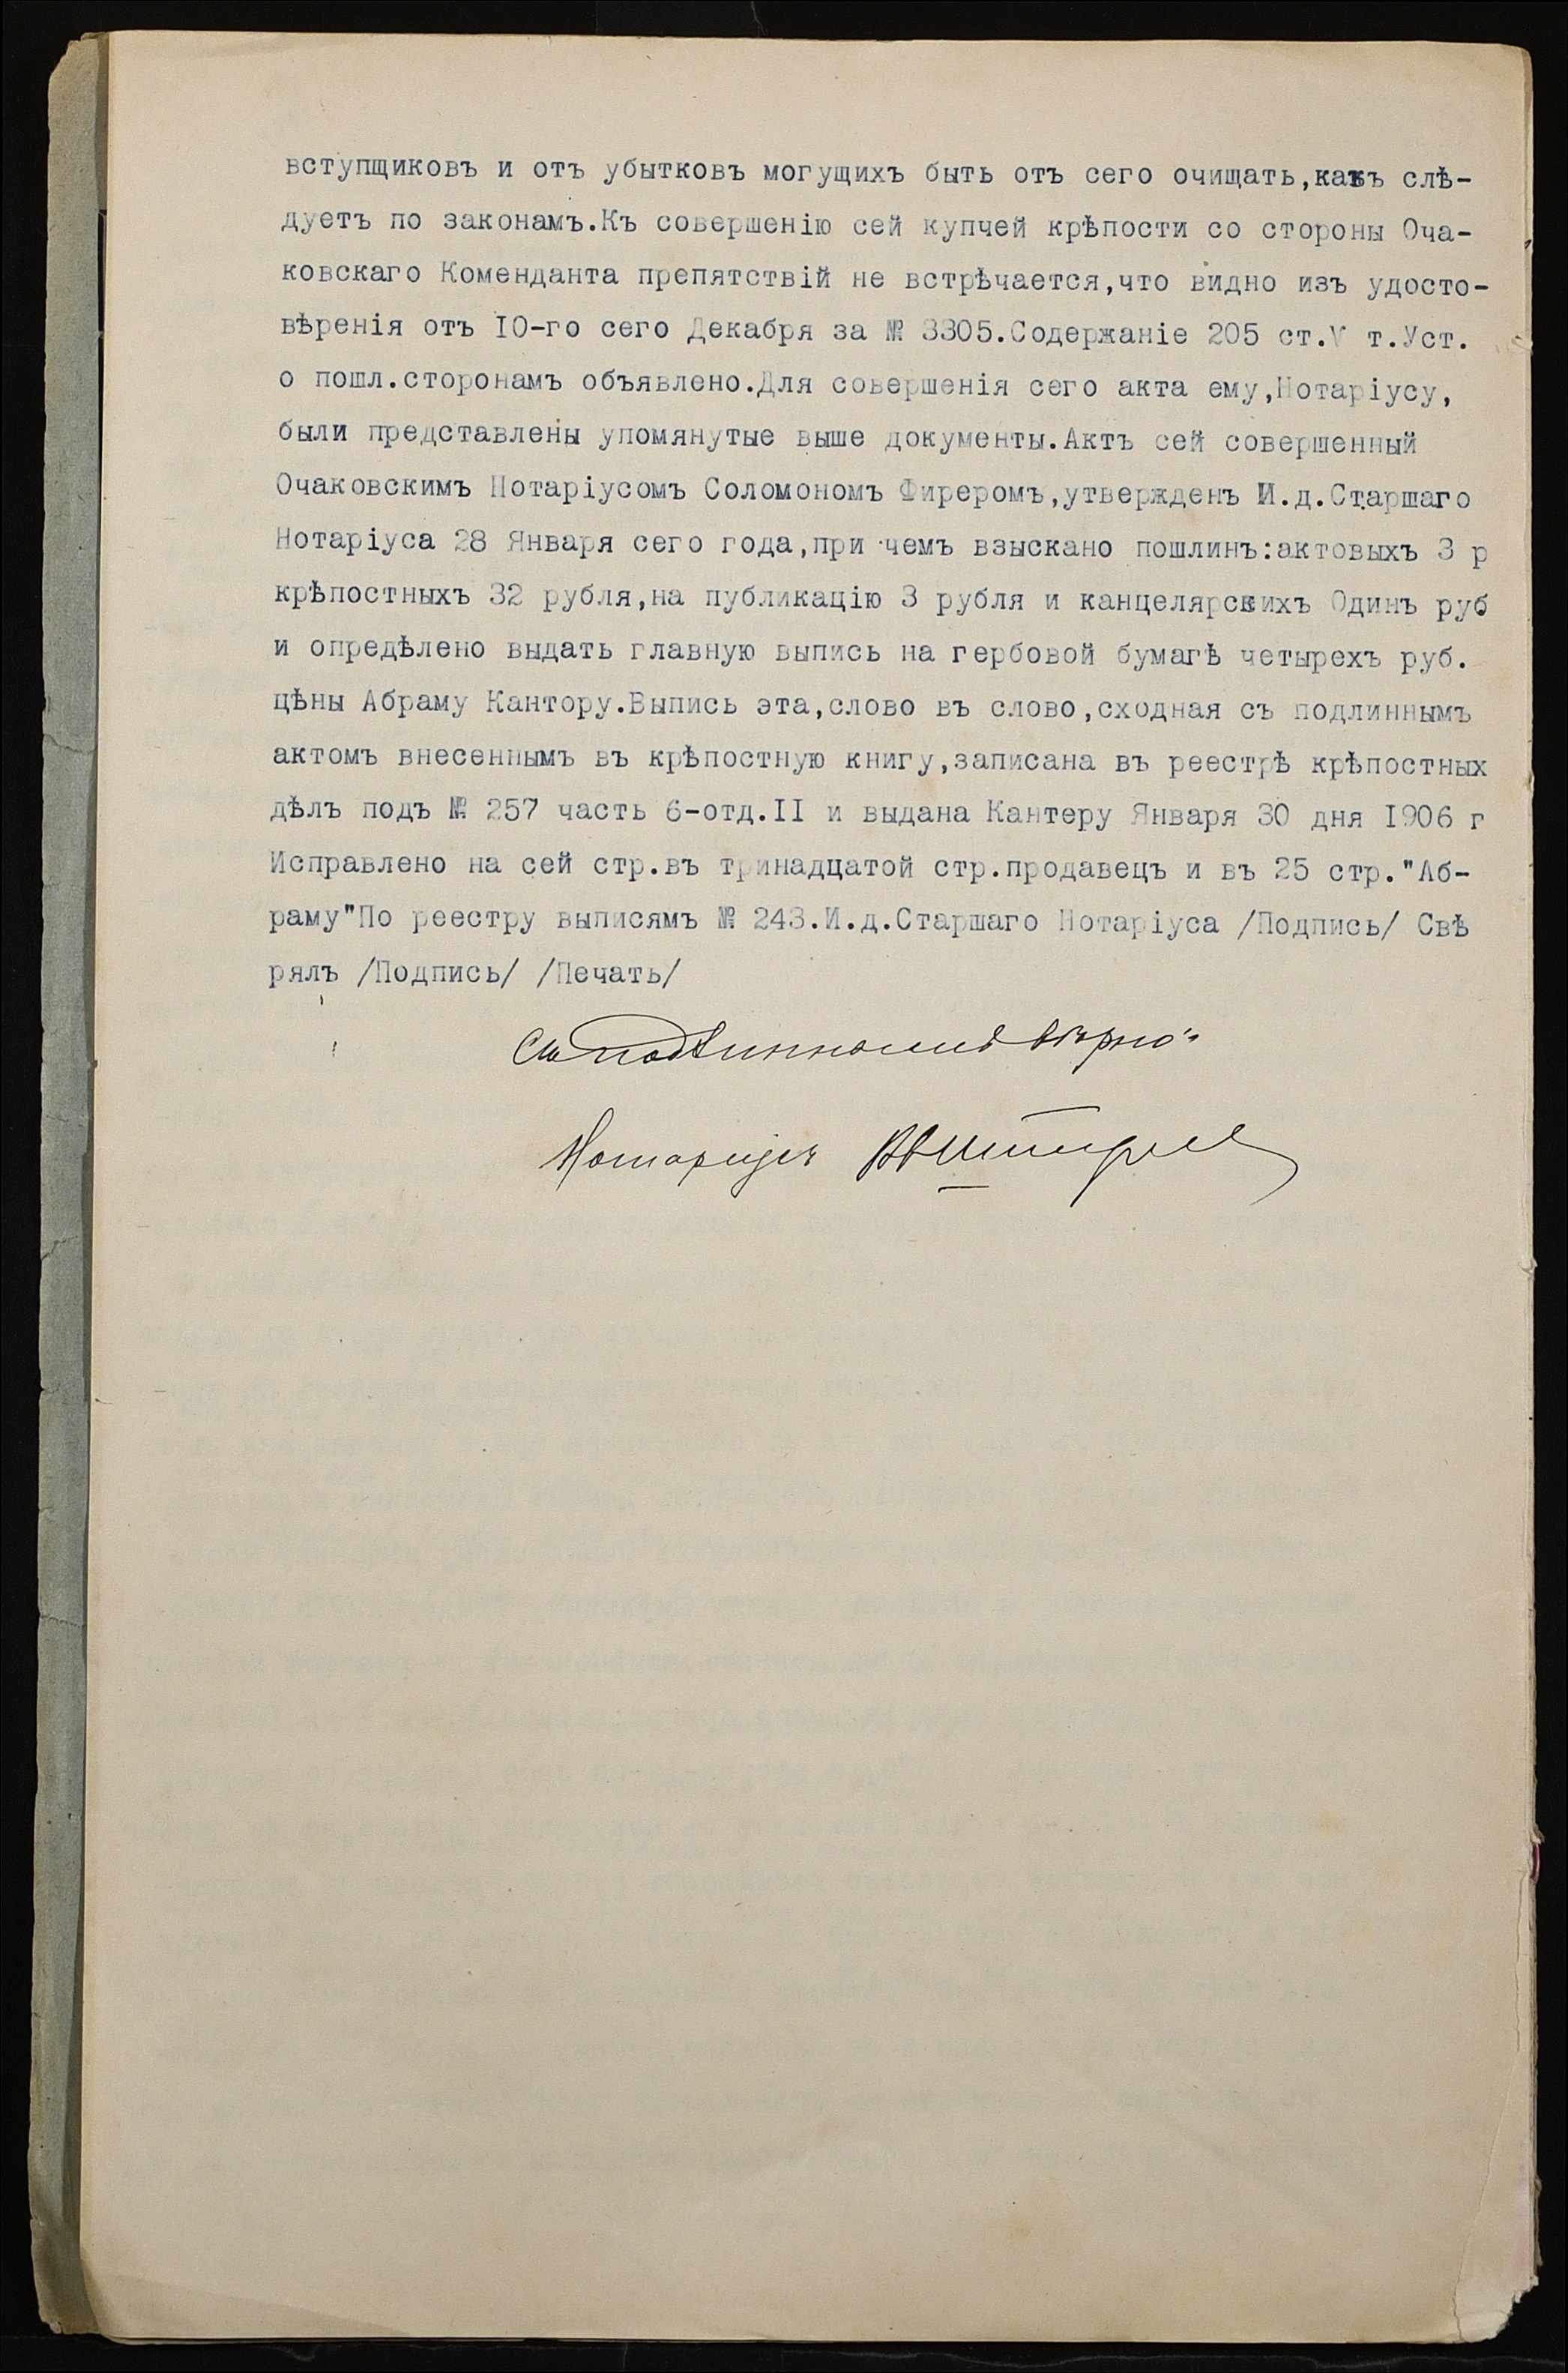 вступщиковъ и отъ убытковъ могущихъ быть отъ сего очищать,какъ слѣ-
дуетъ по законамъ.Къ совершенію сей купчей крѣпости со стороны Оча-
ковскаго Коменданта препятствій не встрѣчается,что видно изъ удосто-
вѣренія отъ IO-го сего Декабря за № 3305.Содержаніе 205 ст.V т.Уст.
о пошл.сторонамъ объявлено.Для совершенія сего акта ему,Нотаріусу,
были представлены упомянутые выше документы.Актъ сей совершенный
Очаковскимъ Нотаріусомъ Соломономъ Фиреромъ,утвержденъ И.д.Старшаго
Нотаріуса 28 Января сего года,при чемъ взыскано пошлинъ:актовыхъ 3 р
крѣпостныхъ 32 рубля,на публикацію 3 рубля и канцелярскихъ Одинъ руб
и опредѣлено выдать главную выпись на гербовой бумагѣ четырехъ руб.
цѣны Абраму Кантору.Выпись эта,слово въ слово,сходная съ подлиннымъ
актомъ внесеннымъ въ крѣпостную книгу,записана въ реестрѣ крѣпостных
дѣлъ подъ № 257 часть 6-отд.II и выдана Кантеру Января 30 дня I906 г
Исправлено на сей стр.въ тринадцатой стр.продавецъ и въ 25 стр."Аб-
раму"По реестру выписямъ № 243.И.д.Старшаго Нотаріуса /Подпись/ Свѣ
рялъ /Подпись/ /Печать/
Съ подлиннымъ вѣрно:
Нотаріусъ